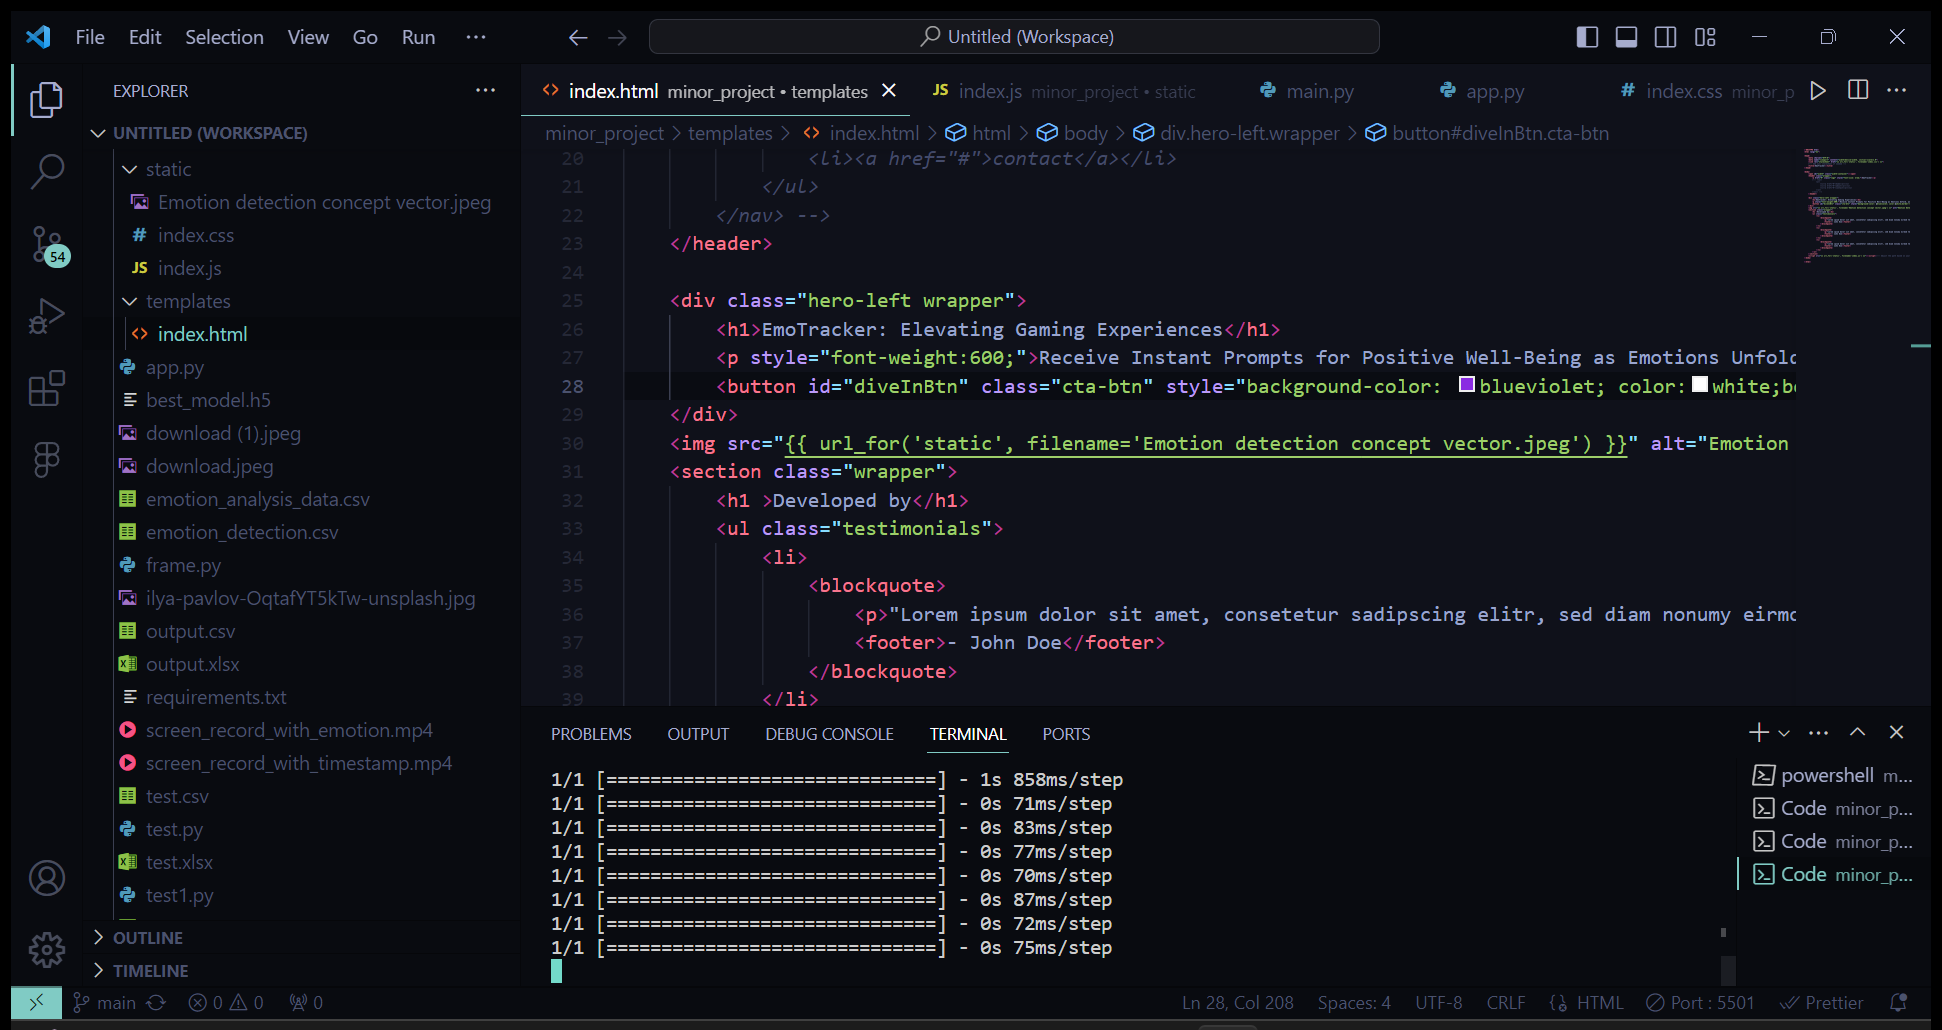 File Edit Selection View Go Run ···
Untitled (Workspace)
EXPLORER
UNTITLED (WORKSPACE)
static
Emotion detection concept vector.jpeg
# index.css
JS index.js
templates
<> index.html
app.py
best_model.h5
download (1).jpeg
download.jpeg
emotion_analysis_data.csv
emotion_detection.csv
frame.py
ilya-pavlov-OqtafYT5kTw-unsplash.jpg
output.csv
output.xlsx
requirements.txt
screen_record_with_emotion.mp4
screen_record_with_timestamp.mp4
test.csv
test.py
test.xlsx
test1.py
OUTLINE
TIMELINE
54
<> index.html minor_project • templates
JS index.js minor_project • static
main.py
app.py
# index.css minor_p
minor_project > templates > <> index.html > html > body > div.hero-left.wrapper > button#diveInBtn.cta-btn
20 <li><a href="#">contact</a></li>
21 </ul>
22 </nav> -->
23 </header>
24
25 <div class="hero-left wrapper">
26 <h1>EmoTracker: Elevating Gaming Experiences</h1>
27 <p style="font-weight:600;">Receive Instant Prompts for Positive Well-Being as Emotions Unfol
28 <button id="diveInBtn" class="cta-btn" style="background-color: blueviolet; color: white;b
29 </div>
30 <img src="{{ url_for('static', filename='Emotion detection concept vector.jpeg') }}" alt="Emotion
31 <section class="wrapper">
32 <h1 >Developed by</h1>
33 <ul class="testimonials">
34 <li>
35 <blockquote>
36 <p>"Lorem ipsum dolor sit amet, consetetur sadipscing elitr, sed diam nonumy eirm
37 <footer>- John Doe</footer>
38 </blockquote>
39 </li>
PROBLEMS OUTPUT DEBUG CONSOLE TERMINAL PORTS
1/1 [==============================] - 1s 858ms/step
1/1 [==============================] - 0s 71ms/step
1/1 [==============================] - 0s 83ms/step
1/1 [==============================] - 0s 77ms/step
1/1 [==============================] - 0s 70ms/step
1/1 [==============================] - 0s 87ms/step
1/1 [==============================] - 0s 72ms/step
1/1 [==============================] - 0s 75ms/step
powershell m...
Code minor_p...
Code minor_p...
Code minor_p...
main 0 0 0 Ln 28, Col 208 Spaces: 4 UTF-8 CRLF HTML Port : 5501 Prettier